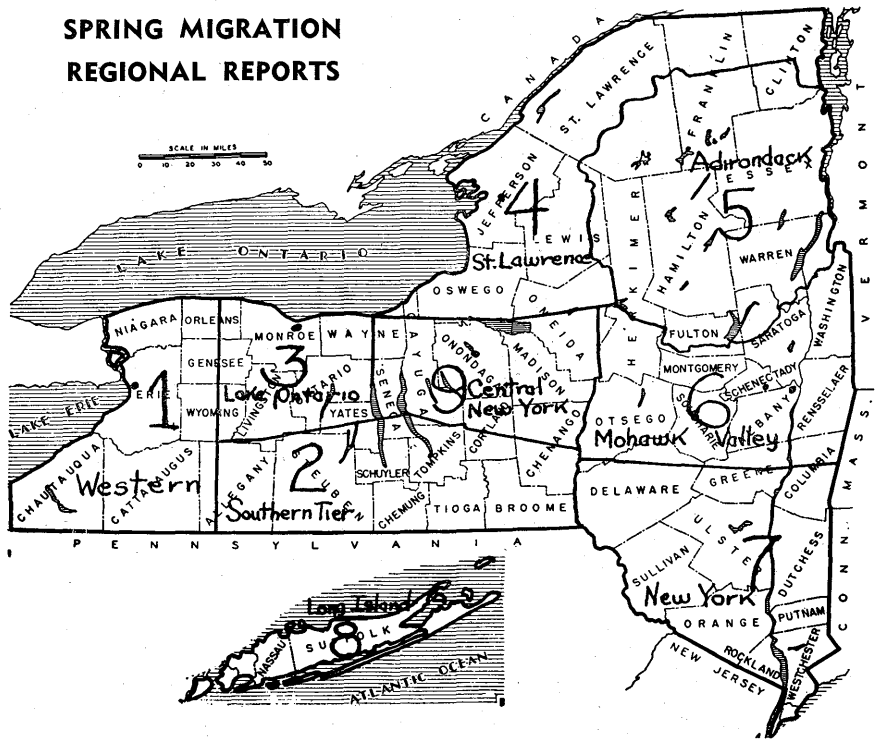 SPRING MIGRATION
REGIONAL REPORTS
SCALE IN MILES
0 10 20 30 40 50
CANADA
VERMONT
MASS.
CONN.
NEW JERSEY
PENNSYLVANIA
LAKE ONTARIO
LAKE ERIE
ATLANTIC OCEAN
ST. LAWRENCE
FRANKLIN
CLINTON
JEFFERSON
4
LEWIS
St. Lawrence
OSWEGO
ONEIDA
Adirondack
ESSEX
5
HAMILTON
HERKIMER
WARREN
WASHINGTON
FULTON
SARATOGA
MONTGOMERY
SCHENECTADY
6
ALBANY
RENSSELAER
OTSEGO
SCHOHARIE
Mohawk Valley
NIAGARA
ORLEANS
GENESEE
ERIE
1
WYOMING
CHAUTAUQUA
Western
CATTARAUGUS
MONROE
WAYNE
3
LIVINGSTON
ONTARIO
Lake Ontario
YATES
SENECA
CAYUGA
ONONDAGA
MADISON
9
Central
New York
CORTLAND
CHENANGO
ALLEGANY
2
STEUBEN
Southern Tier
SCHUYLER
TOMPKINS
CHEMUNG
TIOGA
BROOME
DELAWARE
GREENE
COLUMBIA
ULSTER
7
SULLIVAN
DUTCHESS
New York
ORANGE
PUTNAM
ROCKLAND
WESTCHESTER
Long Island
8
SUFFOLK
NASSAU